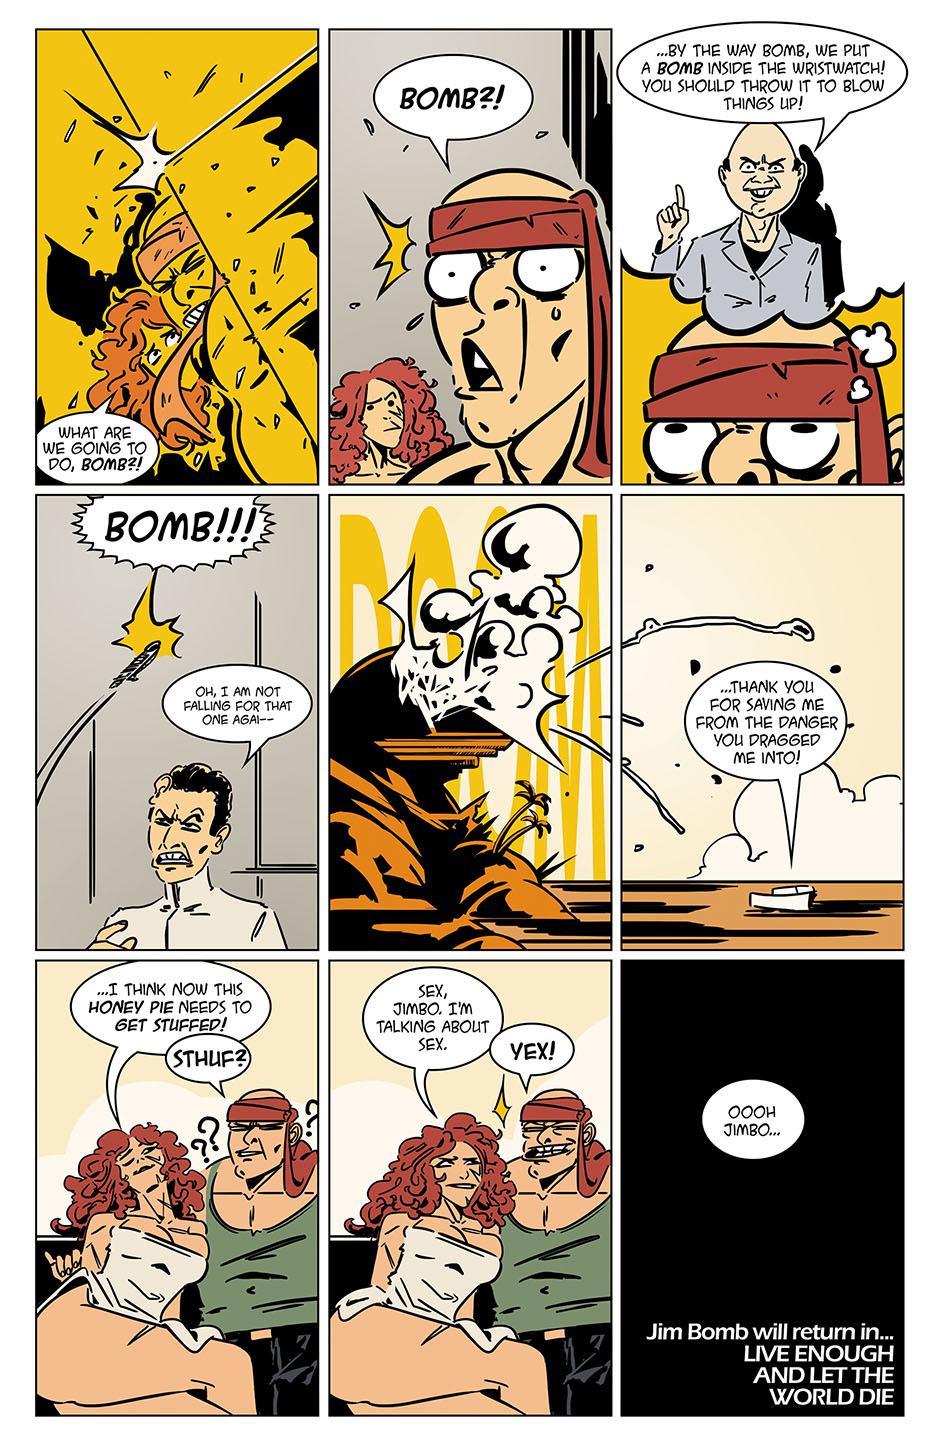 WHAT ARE
WE GOING TO
DO, BOMB?!
BOMB?!
...BY THE WAY BOMB, WE PUT
A BOMB INSIDE THE WRISTWATCH!
YOU SHOULD THROW IT TO BLOW
THINGS UP!
BOMB!!!
OH, I AM NOT
FALLING FOR THAT
ONE AGAI--
BOOM
...THANK YOU
FOR SAVING ME
FROM THE DANGER
YOU DRAGGED
ME INTO!
...I THINK NOW THIS
HONEY PIE NEEDS TO
GET STUFFED!
STHUF?
???
SEX,
JIMBO. I'M
TALKING ABOUT
SEX.
YEX!
OOOH
JIMBO...
Jim Bomb will return in...
LIVE ENOUGH
AND LET THE
WORLD DIE